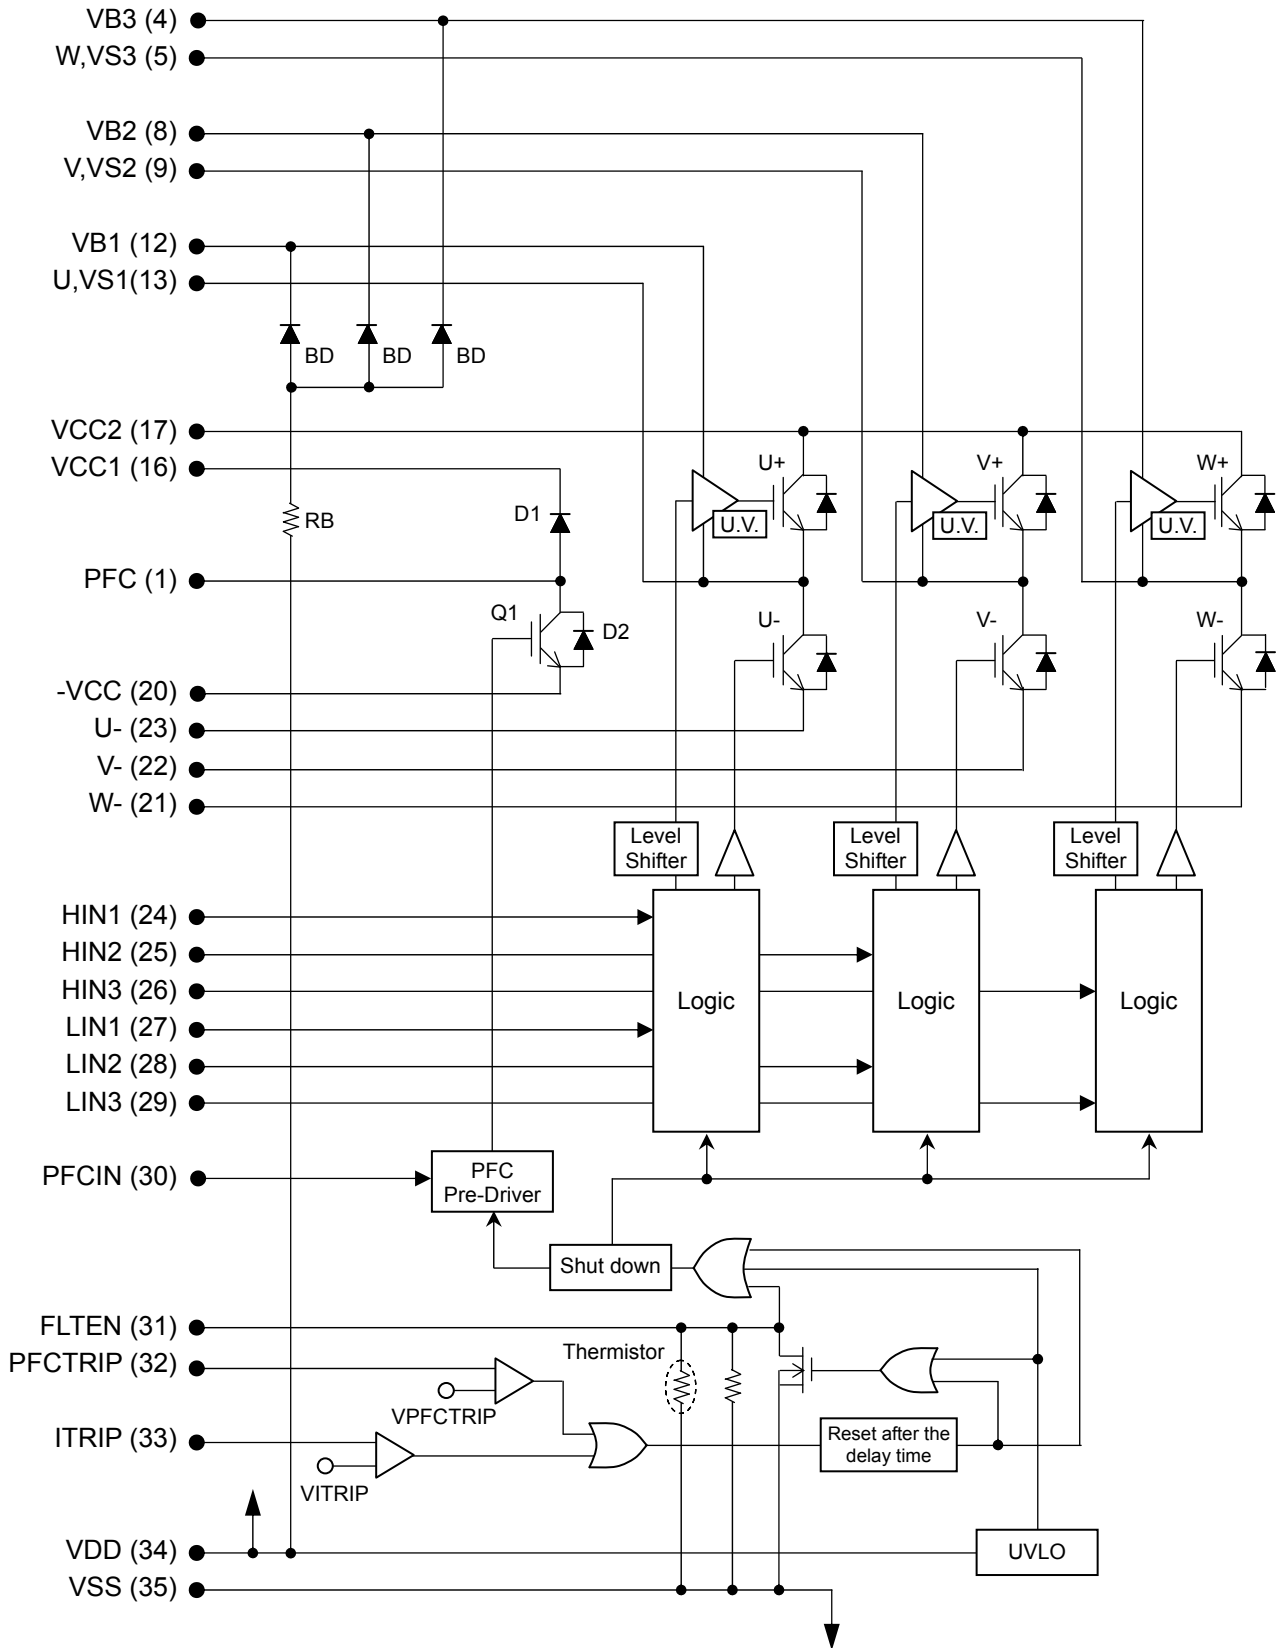 VB3 (4)
W,VS3 (5)
VB2 (8)
V,VS2 (9)
VB1 (12)
U,VS1(13)
BD
BD
BD
VCC2 (17)
VCC1 (16)
U+
V+
W+
RB
D1
U.V.
U.V.
U.V.
PFC (1)
Q1
D2
U-
V-
W-
-VCC (20)
U- (23)
V- (22)
W- (21)
Level
Shifter
Level
Shifter
Level
Shifter
HIN1 (24)
HIN2 (25)
HIN3 (26)
LIN1 (27)
LIN2 (28)
LIN3 (29)
Logic
Logic
Logic
PFCIN (30)
PFC
Pre-Driver
Shut down
FLTEN (31)
PFCTRIP (32)
Thermistor
VPFCTRIP
ITRIP (33)
VITRIP
Reset after the
delay time
VDD (34)
UVLO
VSS (35)